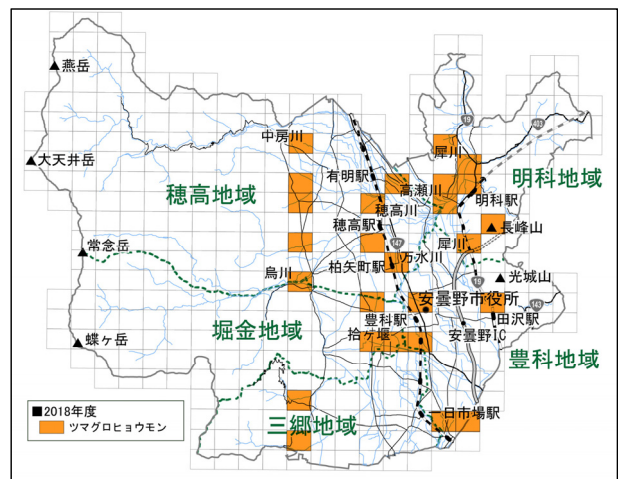 燕岳
19
403
中房川
犀川
大天井岳
有明駅
高瀬川
明科地域
穂高地域
穂高川
明科駅
穂高駅
長峰山
常念岳
147
犀川
柏矢町駅
万水川
烏川
19
光城山
安曇野市役所
143
豊科駅
田沢駅
堀金地域
拾ケ堰
安曇野IC
蝶ヶ岳
豊科地域
2018年度
ツマグロヒョウモン
一日市場駅
三郷地域